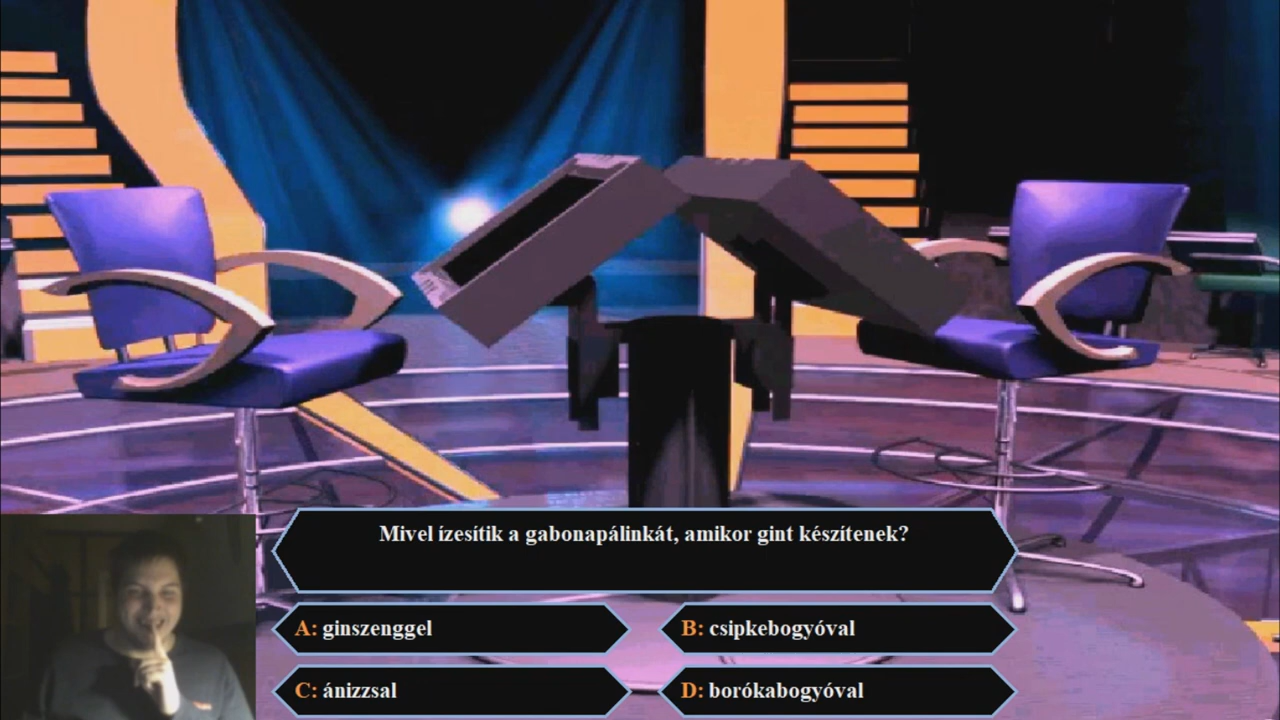 Mivel ízesítik a gabonapálinkát, amikor gint készítenek?
A: ginszenggel
B: csipkebogyóval
C: ánizzsal
D: borókabogyóval